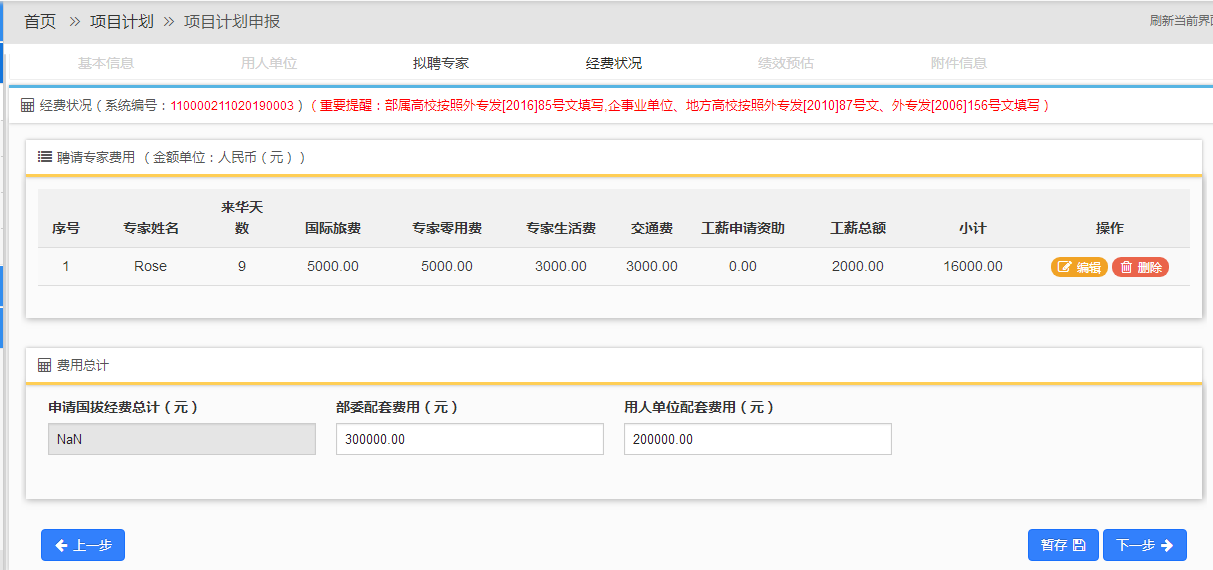 首页 » 项目计划 » 项目计划申报
刷新当前界
基本信息 用人单位 拟聘专家 经费状况 绩效预估 附件信息
经费状况（系统编号：110000211020190003）（重要提醒：部属高校按照外专发[2016]85号文填写,企事业单位、地方高校按照外专发[2010]87号文、外专发[2006]156号文填写）
聘请专家费用 （金额单位：人民币（元））
序号 专家姓名 来华天数 国际旅费 专家零用费 专家生活费 交通费 工薪申请资助 工薪总额 小计 操作
1 Rose 9 5000.00 5000.00 3000.00 3000.00 0.00 2000.00 16000.00 编辑 删除
费用总计
申请国拨经费总计（元） 部委配套费用（元） 用人单位配套费用（元）
NaN 300000.00 200000.00
上一步 暂存 下一步